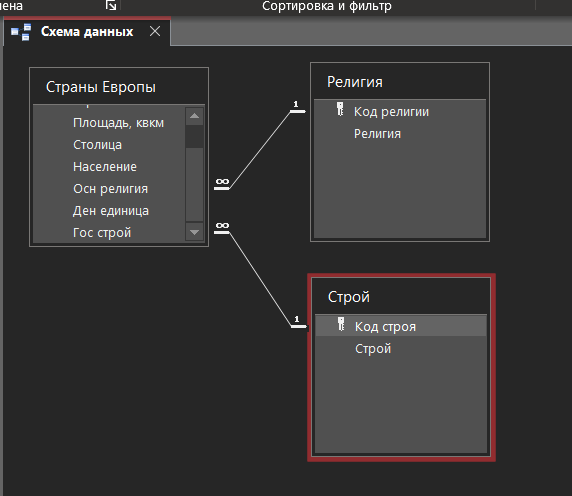 Сортировка и фильтр
Схема данных
Страны Европы
Площадь, квкм
Столица
Население
Осн религия
Ден единица
Гос строй
∞
∞
1
1
Религия
Код религии
Религия
Строй
Код строя
Строй